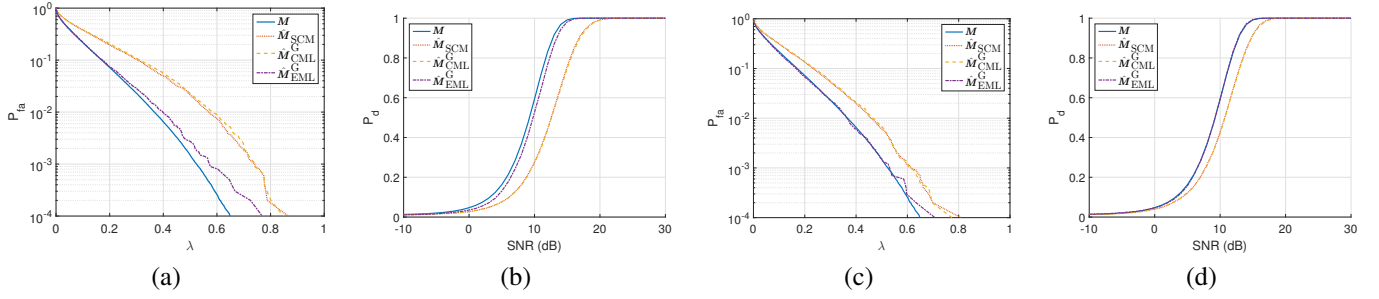 10^0
10^-1
10^-2
10^-3
10^-4
P_fa
0 0.2 0.4 0.6 0.8 1
λ
M
M̂_SCM
M̂^G_CML
M̂^G_EML
(a)
1
0.8
0.6
0.4
0.2
0
P_d
-10 0 10 20 30
SNR (dB)
M
M̂_SCM
M̂^G_CML
M̂^G_EML
(b)
10^0
10^-1
10^-2
10^-3
10^-4
P_fa
0 0.2 0.4 0.6 0.8 1
λ
M
M̂_SCM
M̂^G_CML
M̂^G_EML
(c)
1
0.8
0.6
0.4
0.2
0
P_d
-10 0 10 20 30
SNR (dB)
M
M̂_SCM
M̂^G_CML
M̂^G_EML
(d)